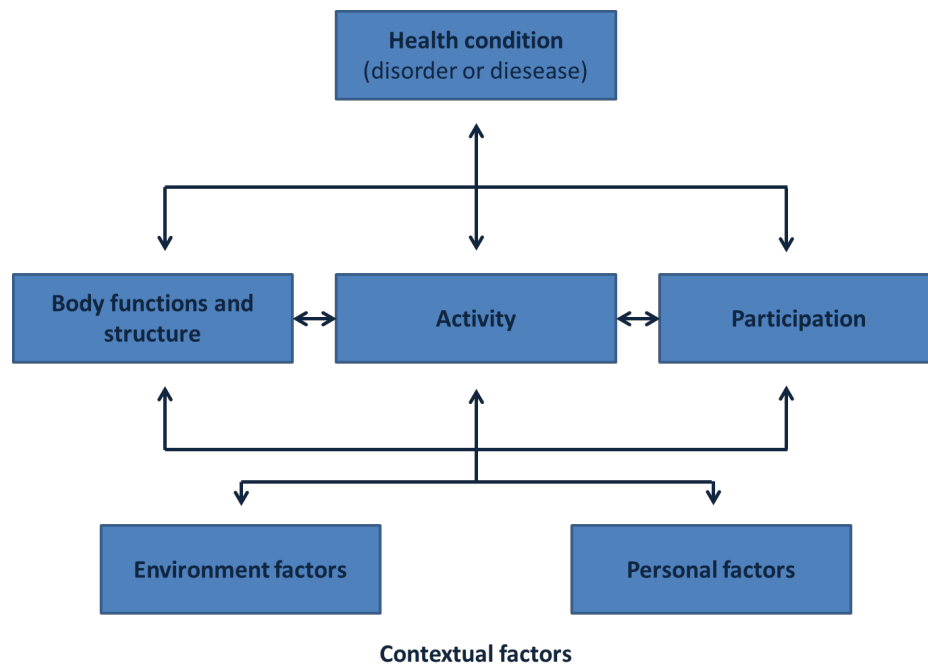 Health condition
(disorder or diesease)
Body functions and
structure
Activity
Participation
Environment factors
Personal factors
Contextual factors